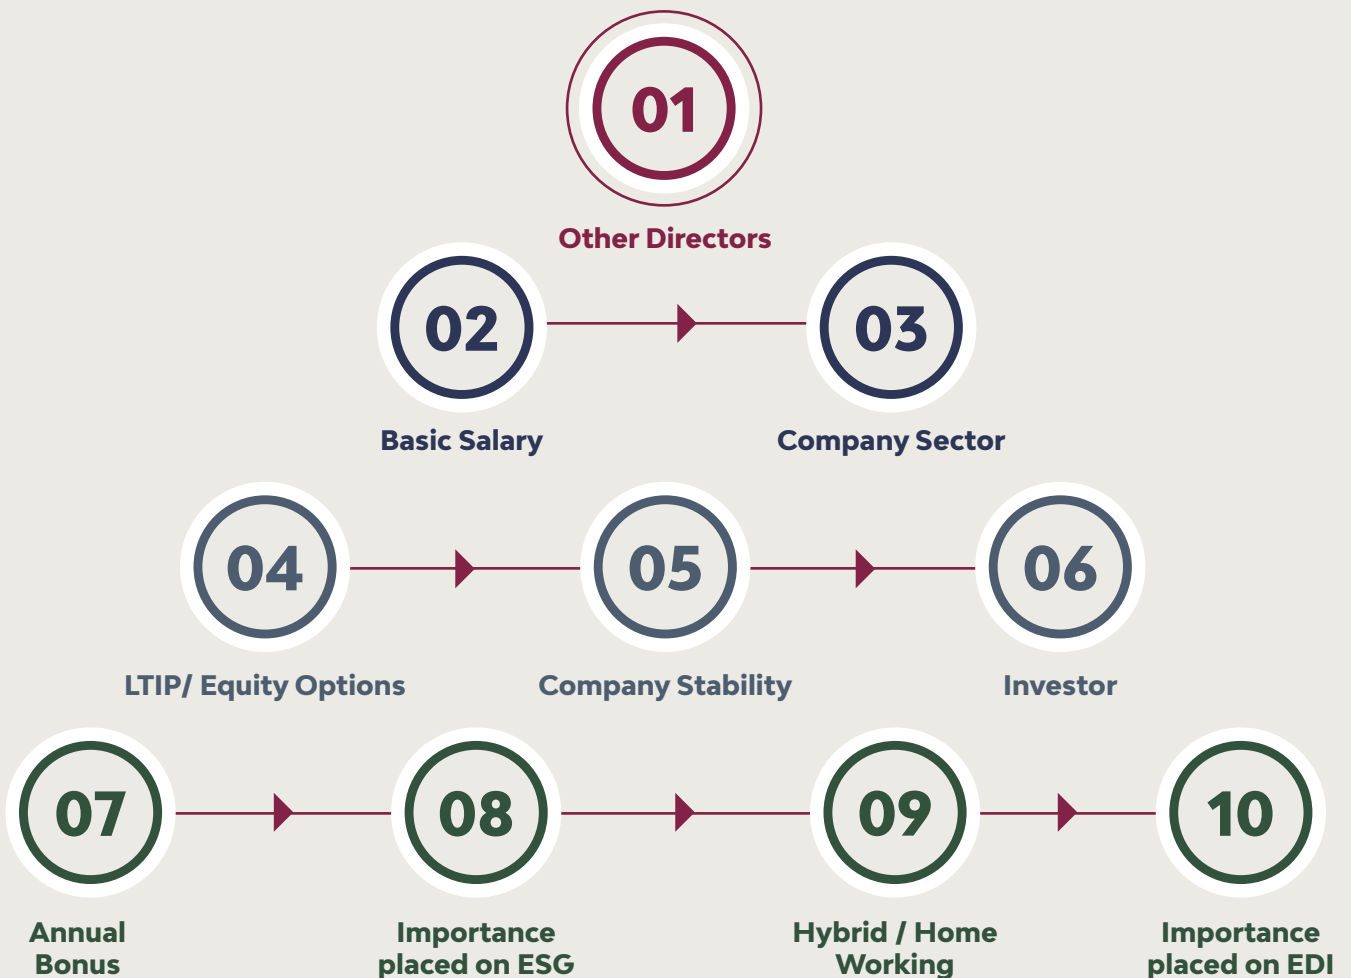 01
Other Directors
02
03
Basic Salary
Company Sector
04
05
06
LTIP/ Equity Options
Company Stability
Investor
07
08
09
10
Annual
Bonus
Importance
placed on ESG
Hybrid / Home
Working
Importance
placed on EDI